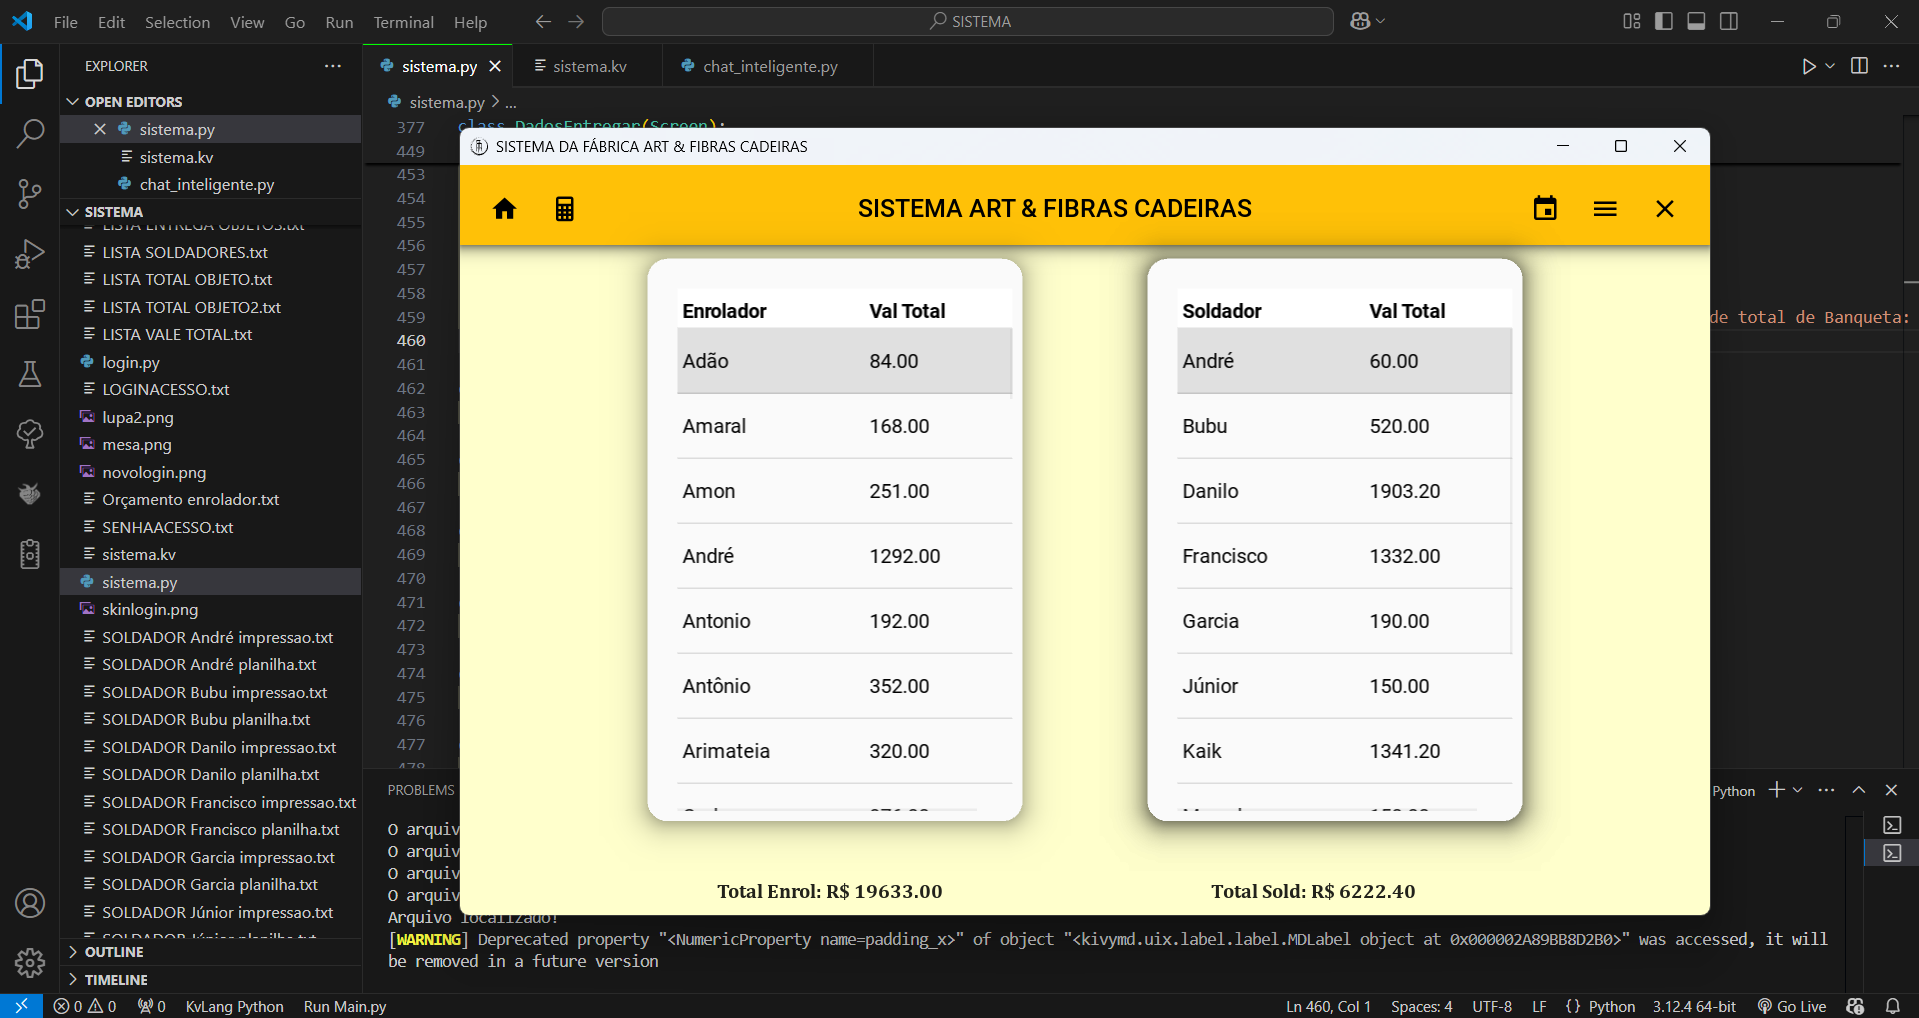 File Edit Selection View Go Run Terminal Help
SISTEMA
EXPLORER
OPEN EDITORS
sistema.py
sistema.kv
chat_inteligente.py
SISTEMA
LISTA ENTREGA OBJETOS.txt
LISTA SOLDADORES.txt
LISTA TOTAL OBJETO.txt
LISTA TOTAL OBJETO2.txt
LISTA VALE TOTAL.txt
login.py
LOGINACESSO.txt
lupa2.png
mesa.png
novologin.png
Orçamento enrolador.txt
SENHAACESSO.txt
sistema.kv
sistema.py
skinlogin.png
SOLDADOR André impressao.txt
SOLDADOR André planilha.txt
SOLDADOR Bubu impressao.txt
SOLDADOR Bubu planilha.txt
SOLDADOR Danilo impressao.txt
SOLDADOR Danilo planilha.txt
SOLDADOR Francisco impressao.txt
SOLDADOR Francisco planilha.txt
SOLDADOR Garcia impressao.txt
SOLDADOR Garcia planilha.txt
SOLDADOR Júnior impressao.txt
SOLDADOR Júnior planilha.txt
OUTLINE
TIMELINE
sistema.py sistema.kv chat_inteligente.py
sistema.py > ...
377 class DadosEntregar(Screen):
449
453
454
455
456
457
458
459 de total de Banqueta:
460
461
462
463
464
465
466
467
468
469
470
471
472
473
474
475
476
477
478
SISTEMA DA FÁBRICA ART & FIBRAS CADEIRAS
SISTEMA ART & FIBRAS CADEIRAS
Enrolador Val Total
Adão 84.00
Amaral 168.00
Amon 251.00
André 1292.00
Antonio 192.00
Antônio 352.00
Arimateia 320.00
Total Enrol: R$ 19633.00
Soldador Val Total
André 60.00
Bubu 520.00
Danilo 1903.20
Francisco 1332.00
Garcia 190.00
Júnior 150.00
Kaik 1341.20
Total Sold: R$ 6222.40
PROBLEMS
Python
O arquiv
O arquiv
O arquiv
O arquiv
Arquivo localizado!
[WARNING] Deprecated property "<NumericProperty name=padding_x>" of object "<kivymd.uix.label.label.MDLabel object at 0x000002A89BB8D2B0>" was accessed, it will
be removed in a future version
0 0 0 KvLang Python Run Main.py
Ln 460, Col 1 Spaces: 4 UTF-8 LF {} Python 3.12.4 64-bit Go Live